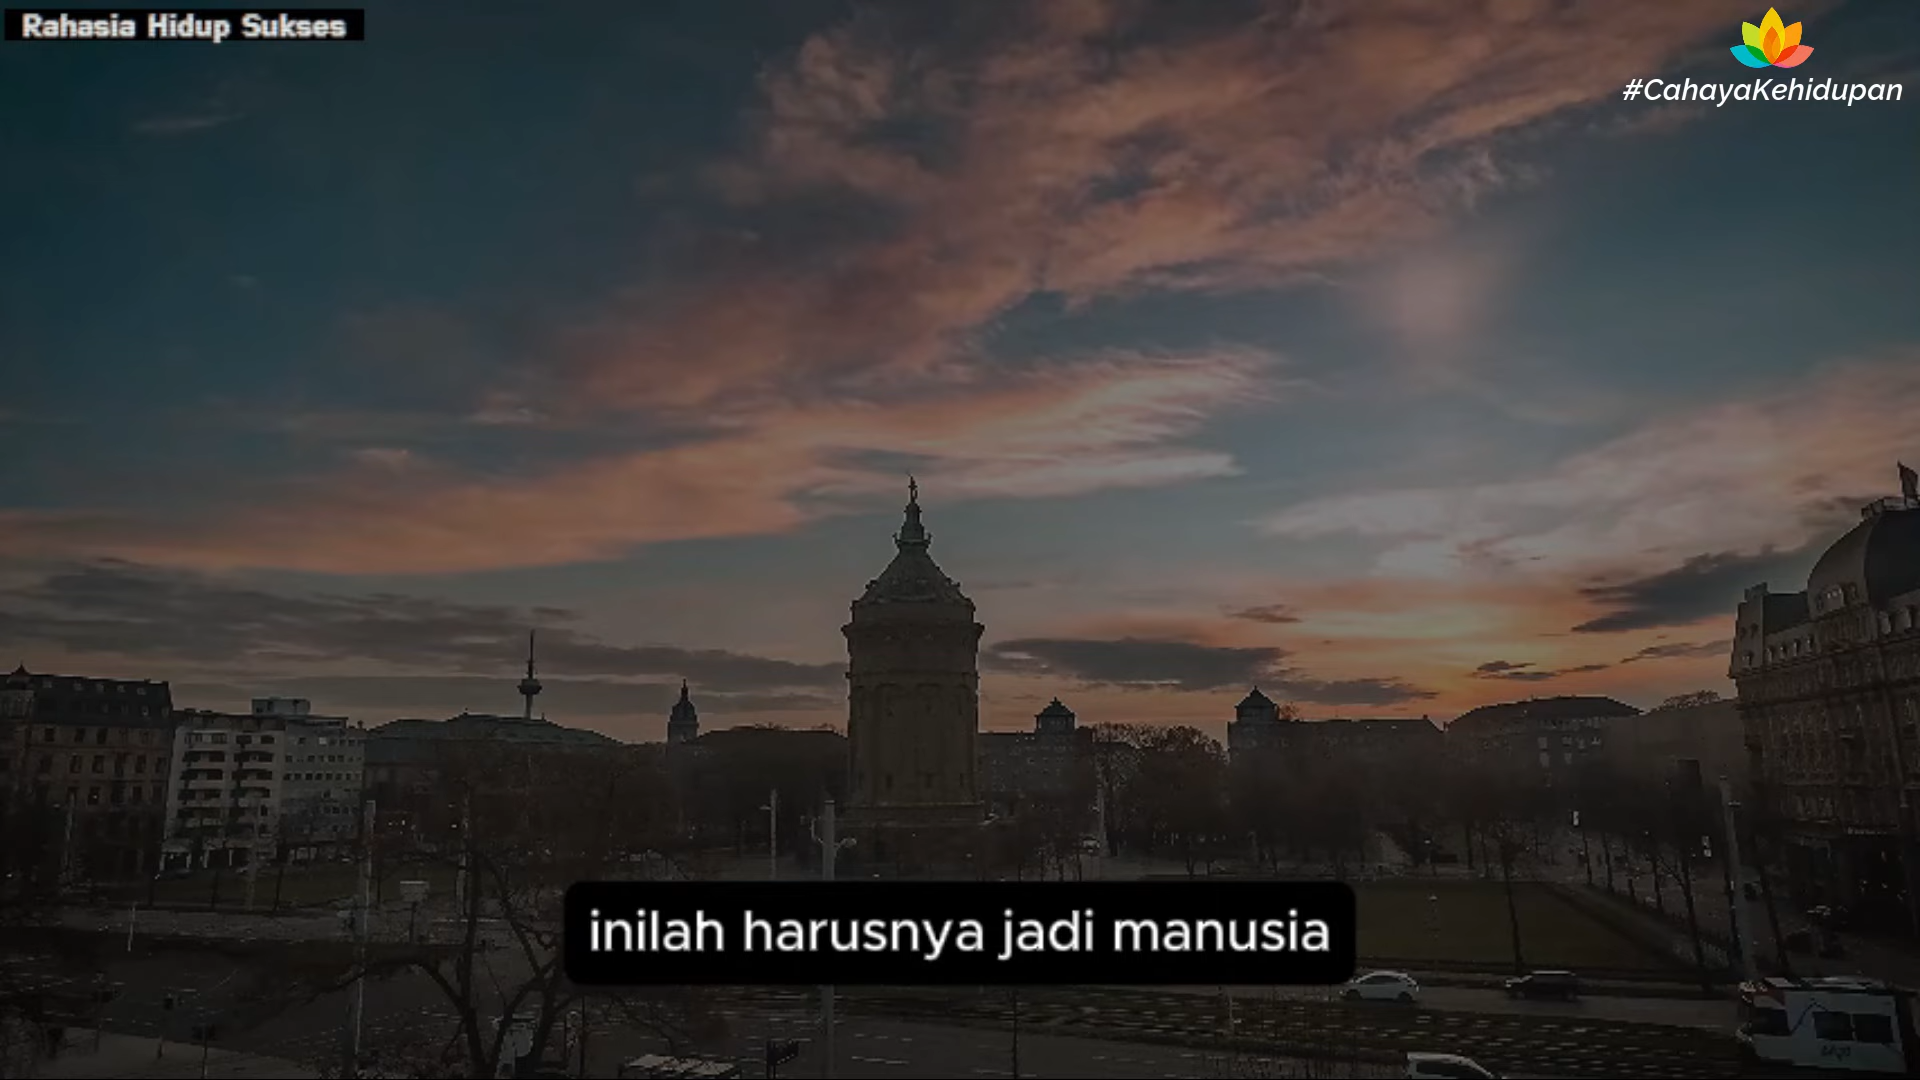 Rahasia Hidup Sukses
#CahayaKehidupan
inilah harusnya jadi manusia